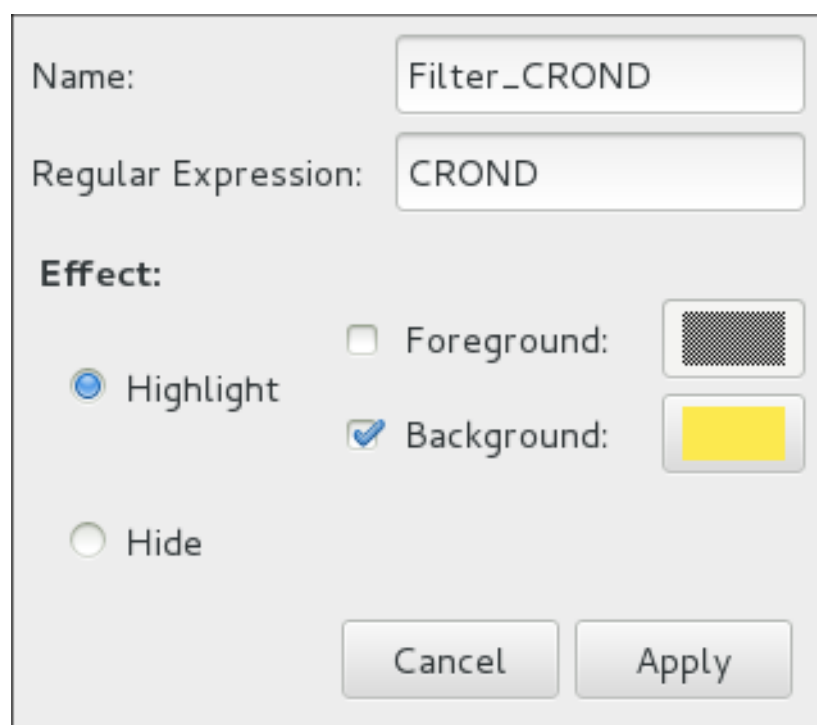 Name: Filter_CROND
Regular Expression: CROND
Effect:
Foreground:
Highlight
Background:
Hide
Cancel Apply